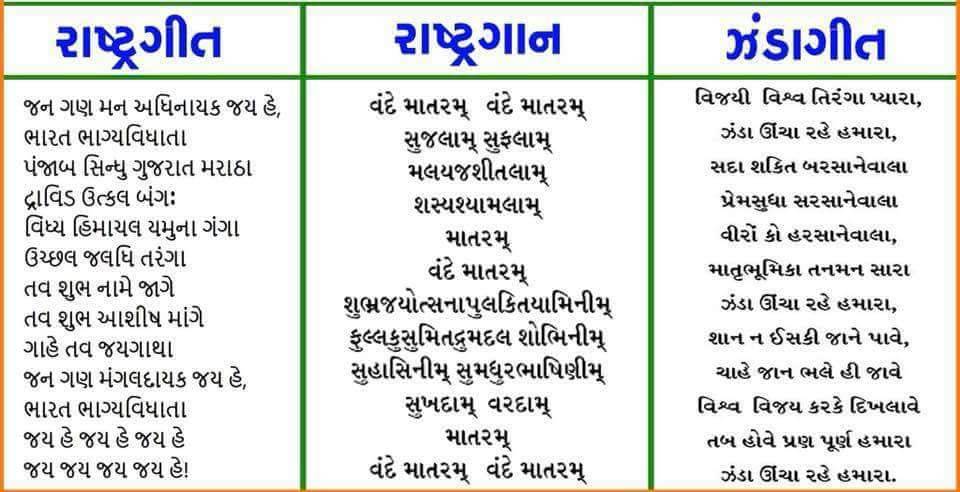 રાષ્ટ્રગીત
જન ગણ મન અધિનાયક જય હે,
ભારત ભાગ્યવિધાતા
પંજાબ સિન્ધુ ગુજરાત મરાઠા
દ્રાવિડ ઉત્કલ બંગ:
વિંધ્ય હિમાયલ યમુના ગંગા
ઉચ્છલ જલધિ તરંગા
તવ શુભ નામે જાગે
તવ શુભ આશીષ માંગે
ગાહે તવ જયગાથા
જન ગણ મંગલદાયક જય હે,
ભારત ભાગ્યવિધાતા
જય હે જય હે જય હે
જય જય જય જય હે!
રાષ્ટ્રગાન
વંદે માતરમ્ વંદે માતરમ્
સુજલામ્ સુફલામ્
મલયજશીતલામ્
શસ્યશ્યામલામ્
માતરમ્
વંદે માતરમ્
શુભ્રજયોત્સનાપુલકિતયામિનીમ્
ફુલ્લકુસુમિતદ્રુમદલ શોભિનીમ્
સુહાસિનીમ્ સુમધુરભાષિણીમ્
સુખદામ્ વરદામ્
માતરમ્
વંદે માતરમ્ વંદે માતરમ્
ઝંડાગીત
વિજયી વિશ્વ તિરંગા પ્યારા,
ઝંડા ઊંચા રહે હમારા,
સદા શકિત બરસાનેવાલા
પ્રેમસુધા સરસાનેવાલા
વીરોં કો હરસાનેવાલા,
માતૃભૂમિકા તનમન સારા
ઝંડા ઊંચા રહે હમારા,
શાન ન ઈસકી જાને પાવે,
ચાહે જાન ભલે હી જાવે
વિશ્વ વિજય કરકે દિખલાવે
તબ હોવે પ્રણ પૂર્ણ હમારા
ઝંડા ઊંચા રહે હમારા.